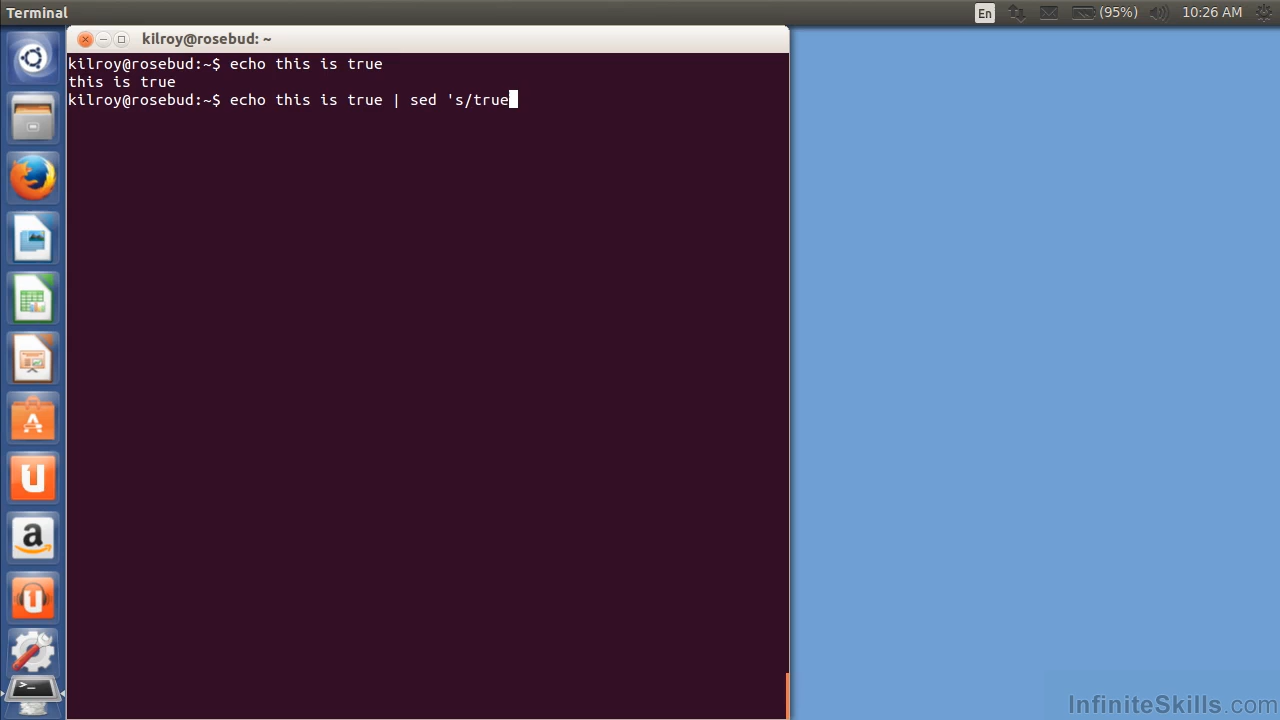 Terminal
En
(95%)
10:26 AM
kilroy@rosebud: ~
kilroy@rosebud:~$ echo this is true
this is true
kilroy@rosebud:~$ echo this is true | sed 's/true
InfiniteSkills.com